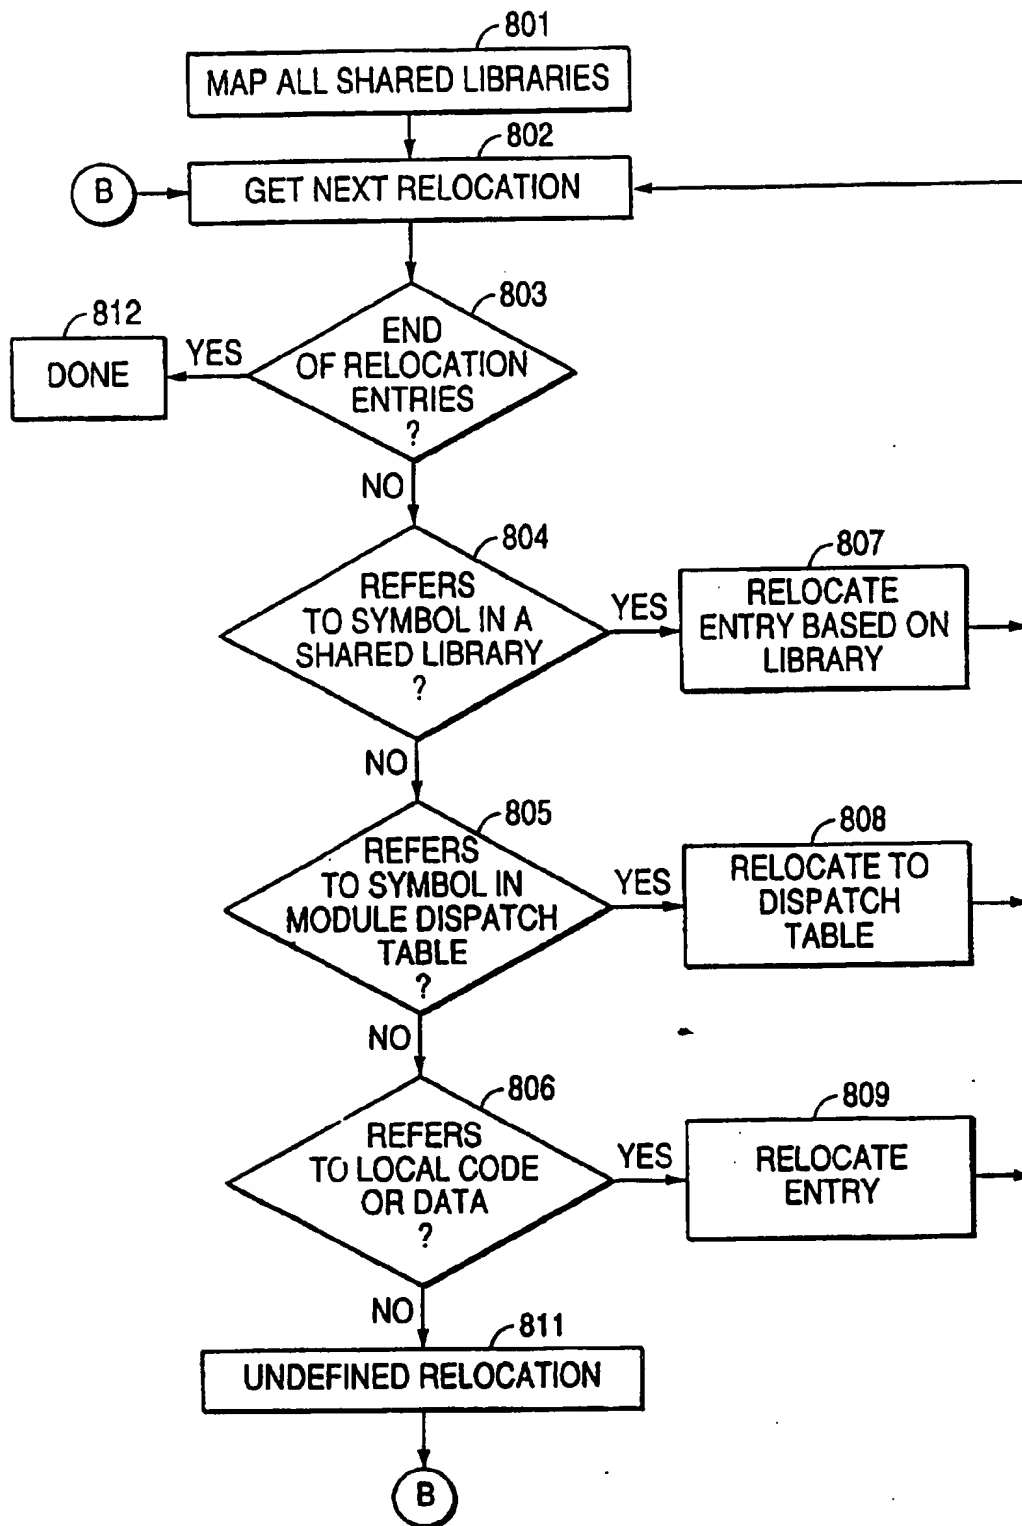 801
MAP ALL SHARED LIBRARIES
802
B
GET NEXT RELOCATION
803
812
END
OF RELOCATION
ENTRIES
?
YES
DONE
NO
804
807
REFERS
TO SYMBOL IN A
SHARED LIBRARY
?
YES
RELOCATE
ENTRY BASED ON
LIBRARY
NO
805
808
REFERS
TO SYMBOL IN
MODULE DISPATCH
TABLE
?
YES
RELOCATE TO
DISPATCH
TABLE
NO
806
809
REFERS
TO LOCAL CODE
OR DATA
?
YES
RELOCATE
ENTRY
NO
811
UNDEFINED RELOCATION
B